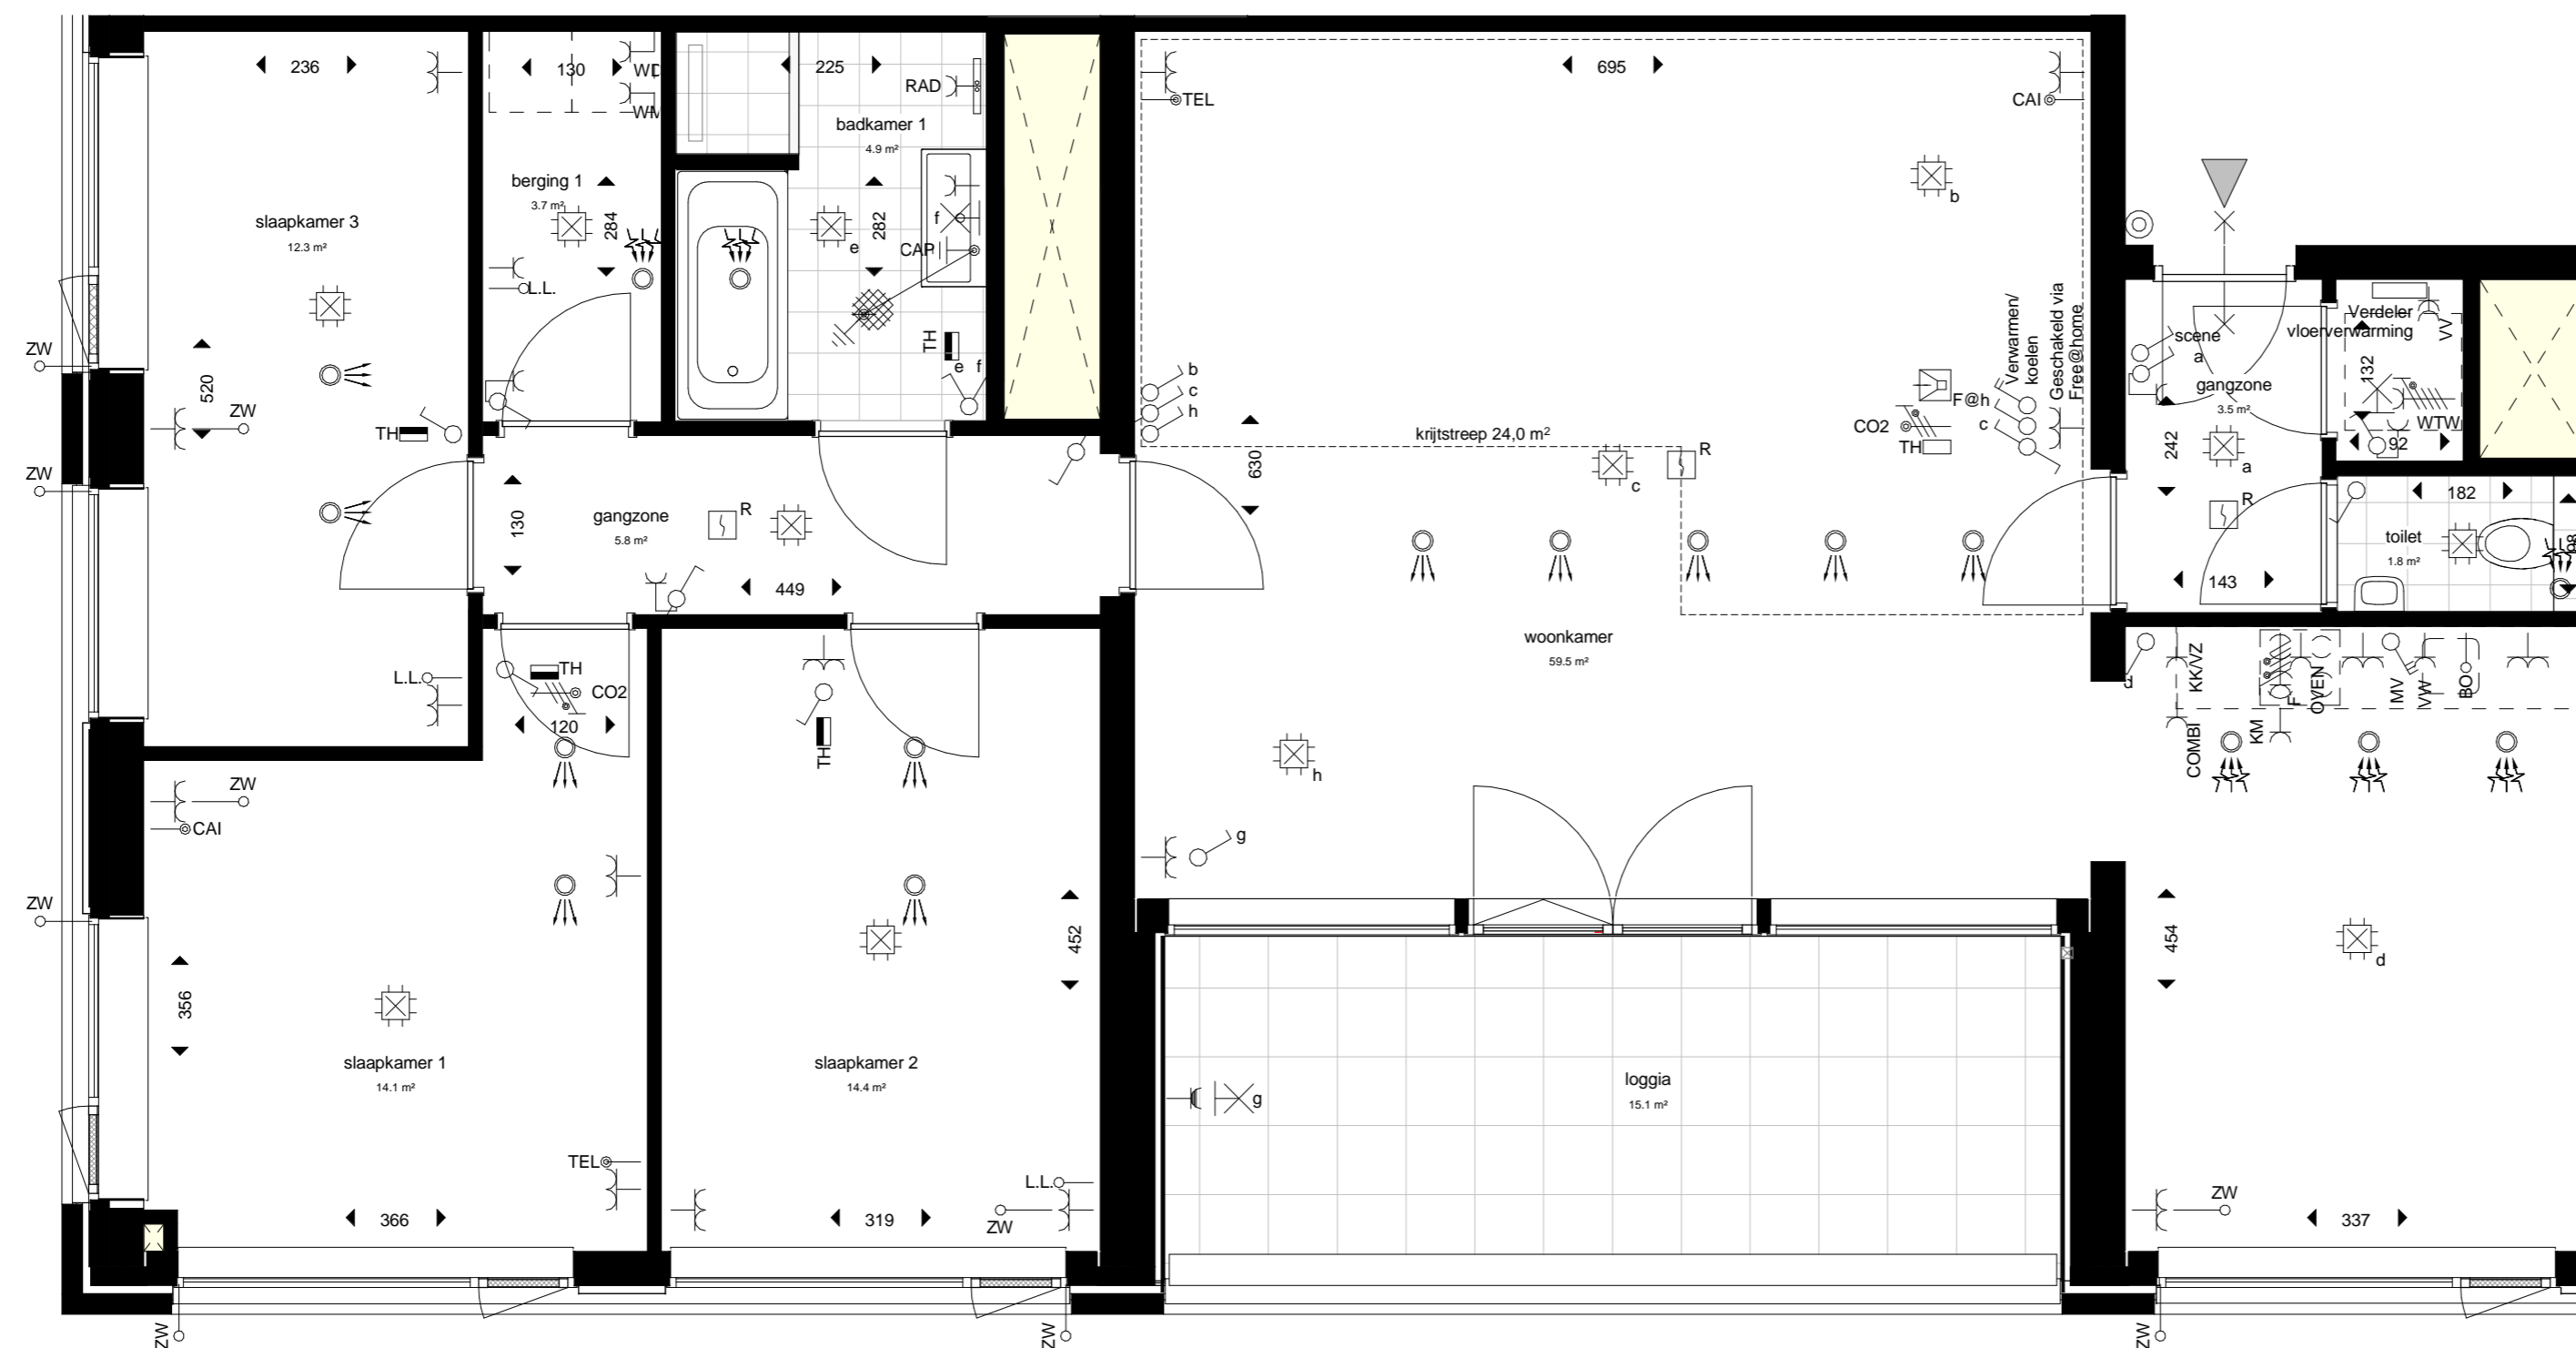 236
130
WM
225
RAD
badkamer 1
4.9 m²
TEL
695
CAI
b
berging 1
3.7 m²
284
slaapkamer 3
12.3 m²
f
282
e
CAP
L.L.
TH
e
f
ZW
520
ZW
TH
ZW
b
c
h
krijtstreep 24,0 m²
630
c
R
CO2
TH
F@h
c
Verwarmen/
koelen
Geschakeld via
Free@home
scene
a
Verdeler
vloerverwarming
VV
132
gangzone
3.5 m²
WTW
92
242
a
R
182
toilet
1.8 m²
98
143
130
gangzone
5.8 m²
R
449
woonkamer
59.5 m²
L.L.
TH
CO2
120
TH
h
d
KK/VZ
COMBI
KM
F
OVEN
MV
VW
BO
ZW
CAI
g
ZW
452
454
d
356
slaapkamer 1
14.1 m²
slaapkamer 2
14.4 m²
loggia
15.1 m²
g
TEL
L.L.
ZW
ZW
366
319
337
ZW
ZW
ZW